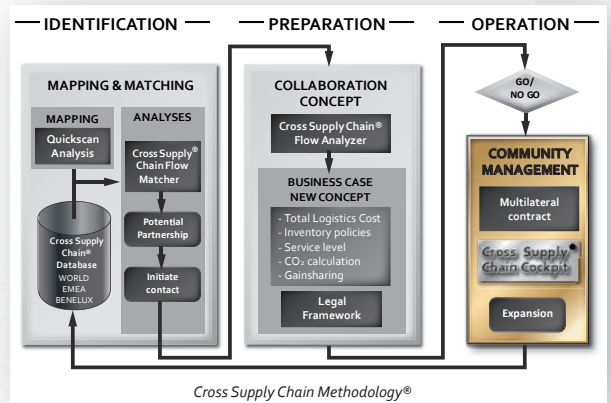 IDENTIFICATION
MAPPING & MATCHING
MAPPING
Quickscan
Analysis
Cross Supply
Chain®
Database
WORLD
EMEA
BENELUX
ANALYSES
Cross Supply®
Chain Flow
Matcher
Potential
Partnership
Initiate
contact
PREPARATION
COLLABORATION
CONCEPT
Cross Supply Chain®
Flow Analyzer
BUSINESS CASE
NEW CONCEPT
- Total Logistics Cost
- Inventory policies
- Service level
- CO₂ calculation
- Gainsharing
Legal
Framework
OPERATION
GO/
NO GO
COMMUNITY
MANAGEMENT
Multilateral
contract
Cross Supply
Chain Cockpit
Expansion
Cross Supply Chain Methodology®